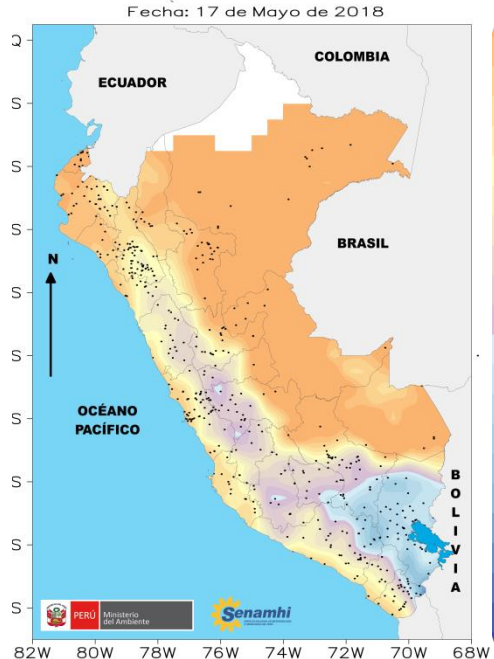 Fecha: 17 de Mayo de 2018
COLOMBIA
ECUADOR
BRASIL
N
OCÉANO
PACÍFICO
BOLIVIA
PERÚ
Ministerio
del Ambiente
Senamhi
Q
S
S
S
S
S
S
S
S
S
82W 80W 78W 76W 74W 72W 70W 68W